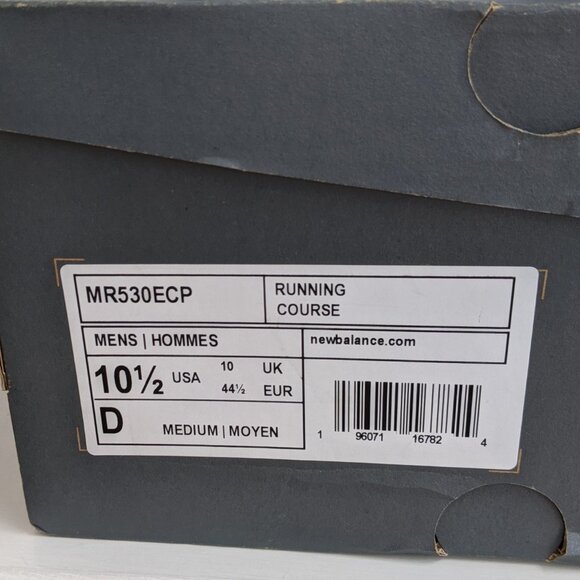 MR530ECP
RUNNING
COURSE
MENS | HOMMES
newbalance.com
10½ USA 10 UK
44½ EUR
D MEDIUM | MOYEN
1 96071 16782 4